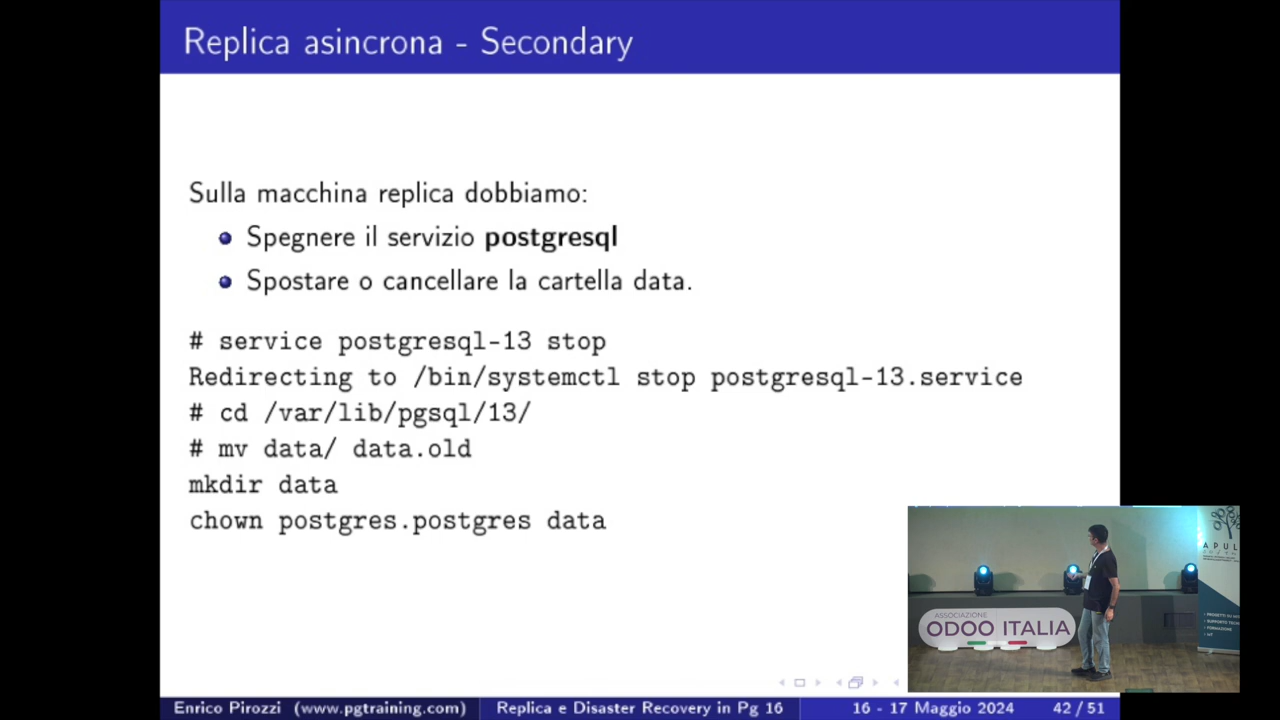 Replica asincrona - Secondary
Sulla macchina replica dobbiamo:
Spegnere il servizio postgresql
Spostare o cancellare la cartella data.
# service postgresql-13 stop
Redirecting to /bin/systemctl stop postgresql-13.service
# cd /var/lib/pgsql/13/
# mv data/ data.old
mkdir data
chown postgres.postgres data
APUL
ASSOCIAZIONE
ODOO ITALIA
Enrico Pirozzi (www.pgtraining.com)
Replica e Disaster Recovery in Pg 16
16 - 17 Maggio 2024
42 / 51